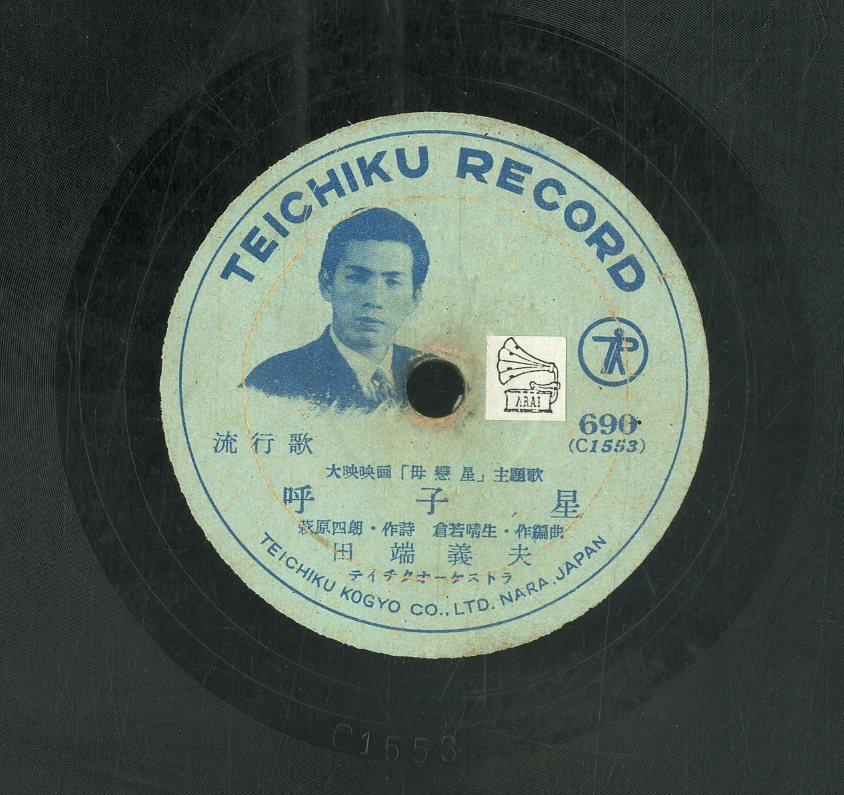 TEICHIKU RECORD
ARAI
690
(C1553)
流行歌
大映映画「母戀星」主題歌
呼子星
萩原四朗・作詩 倉若晴生・作編曲
田端義夫
テイチクオーケストラ
TEICHIKU KOGYO CO., LTD. NARA. JAPAN
C1553